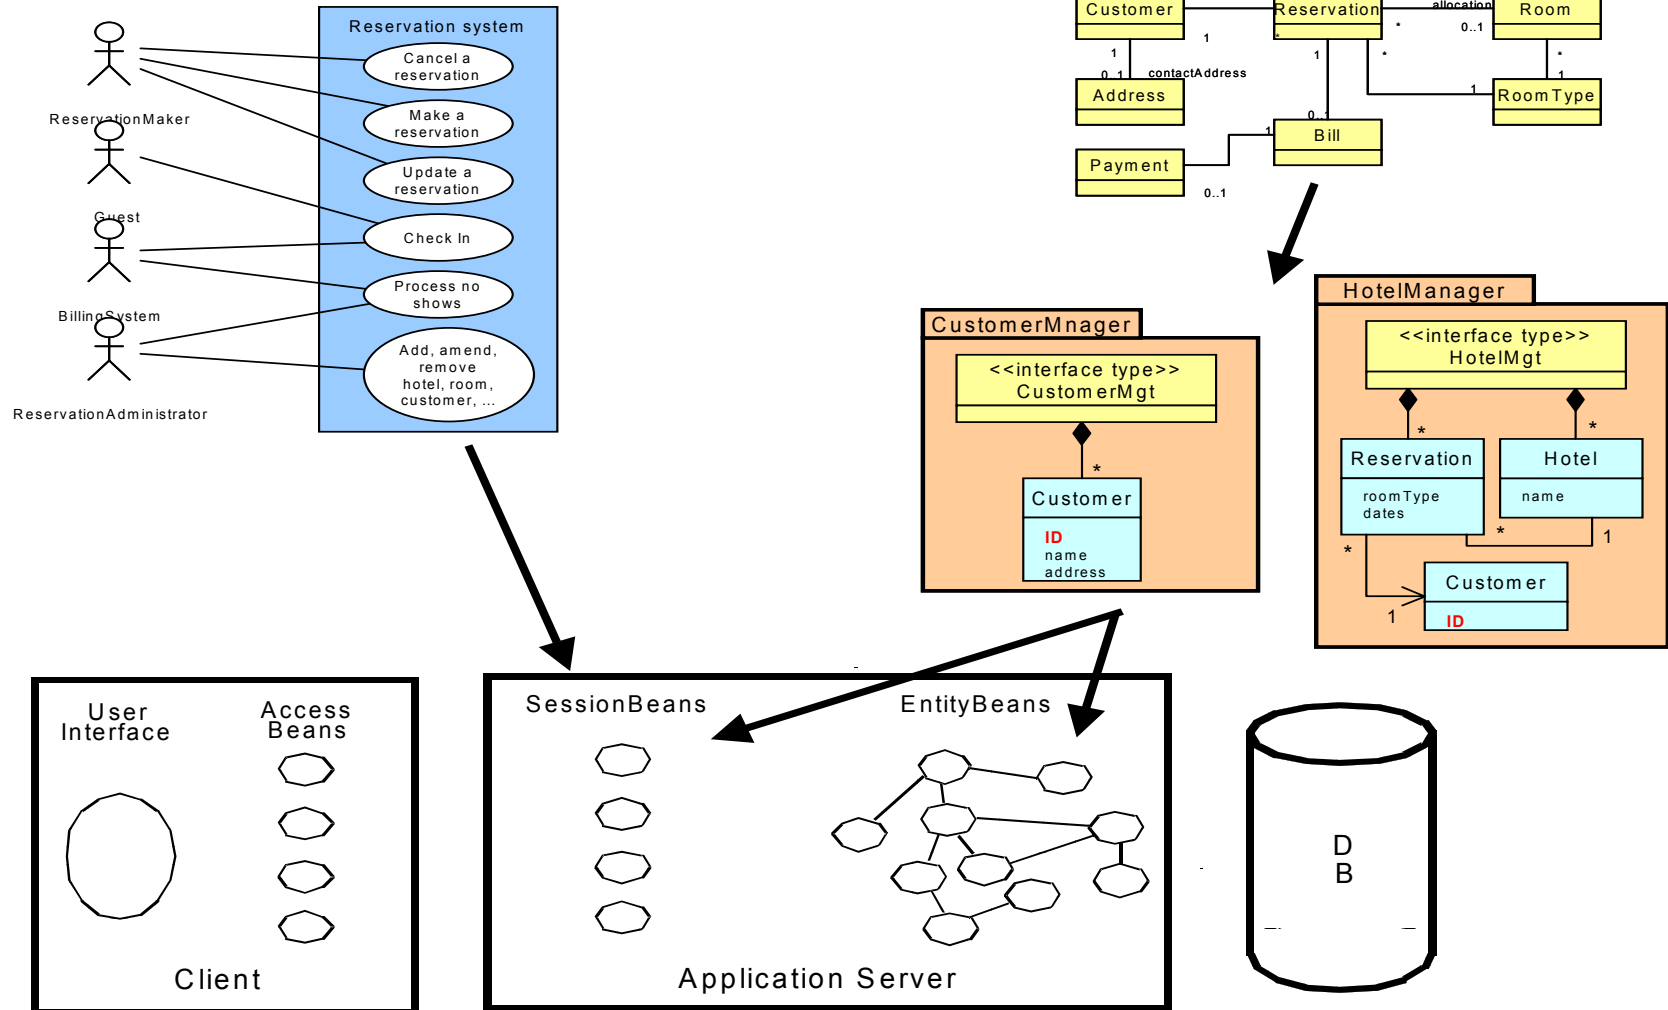 Reservation system
Cancel a
reservation
Make a
reservation
Update a
reservation
Check In
Process no
shows
Add, amend,
remove
hotel, room,
customer, ...
ReservationMaker
Guest
BillingSystem
ReservationAdministrator
Customer
Reservation
allocation
Room
1
*
*
0..1
1
0..1
contactAddress
Address
1
0..1
*
1
*
1
RoomType
Bill
1
Payment
0..1
CustomerMnager
<<interface type>>
CustomerMgt
*
Customer
ID
name
address
HotelManager
<<interface type>>
HotelMgt
*
*
Reservation
roomType
dates
Hotel
name
*
*
1
Customer
1
ID
User
Interface
Access
Beans
Client
SessionBeans
EntityBeans
Application Server
D
B